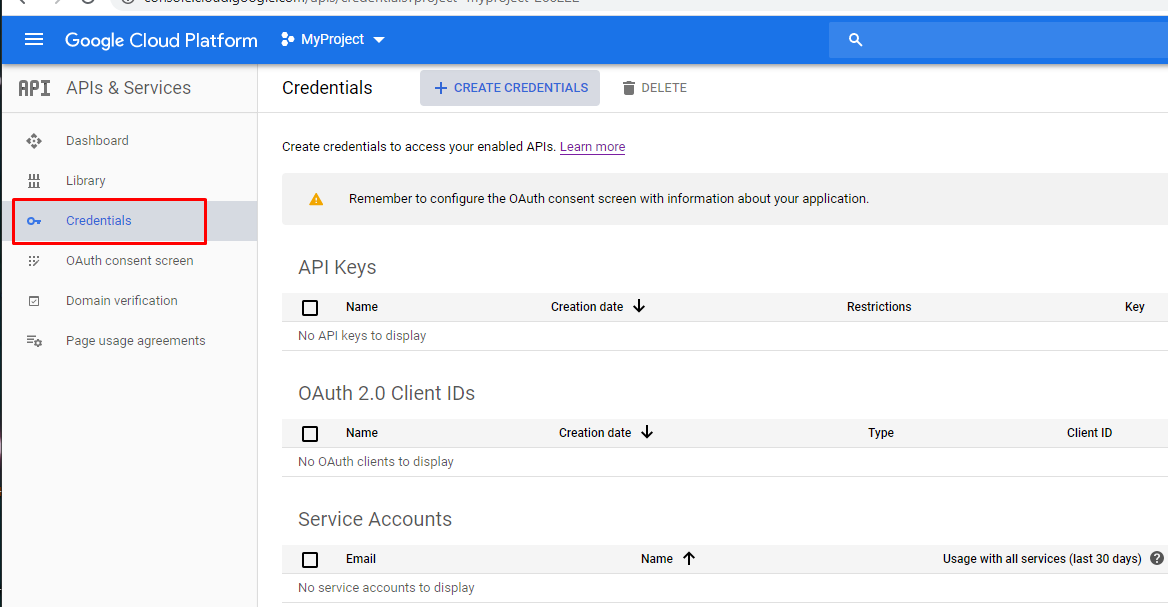 Google Cloud Platform MyProject
API APIs & Services
Dashboard
Library
Credentials
OAuth consent screen
Domain verification
Page usage agreements
Credentials + CREATE CREDENTIALS DELETE
Create credentials to access your enabled APIs. Learn more
Remember to configure the OAuth consent screen with information about your application.
API Keys
Name Creation date Restrictions Key
No API keys to display
OAuth 2.0 Client IDs
Name Creation date Type Client ID
No OAuth clients to display
Service Accounts
Email Name Usage with all services (last 30 days) ?
No service accounts to display